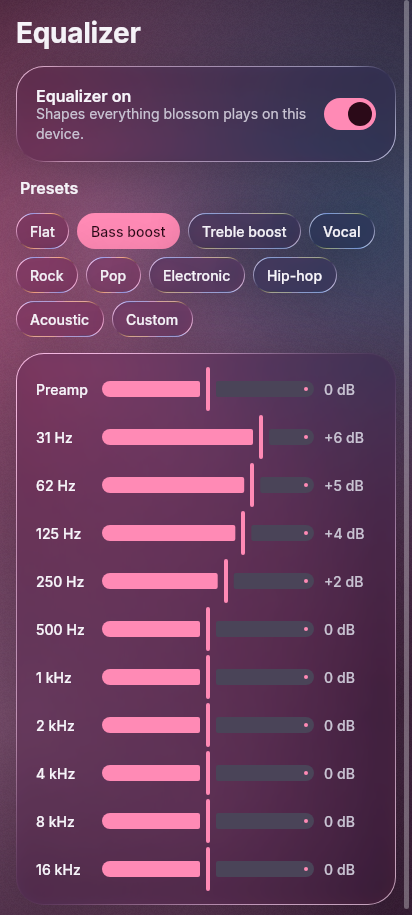 Equalizer
Equalizer on
Shapes everything blossom plays on this
device.
Presets
Flat
Bass boost
Treble boost
Vocal
Rock
Pop
Electronic
Hip-hop
Acoustic
Custom
Preamp 0 dB
31 Hz +6 dB
62 Hz +5 dB
125 Hz +4 dB
250 Hz +2 dB
500 Hz 0 dB
1 kHz 0 dB
2 kHz 0 dB
4 kHz 0 dB
8 kHz 0 dB
16 kHz 0 dB